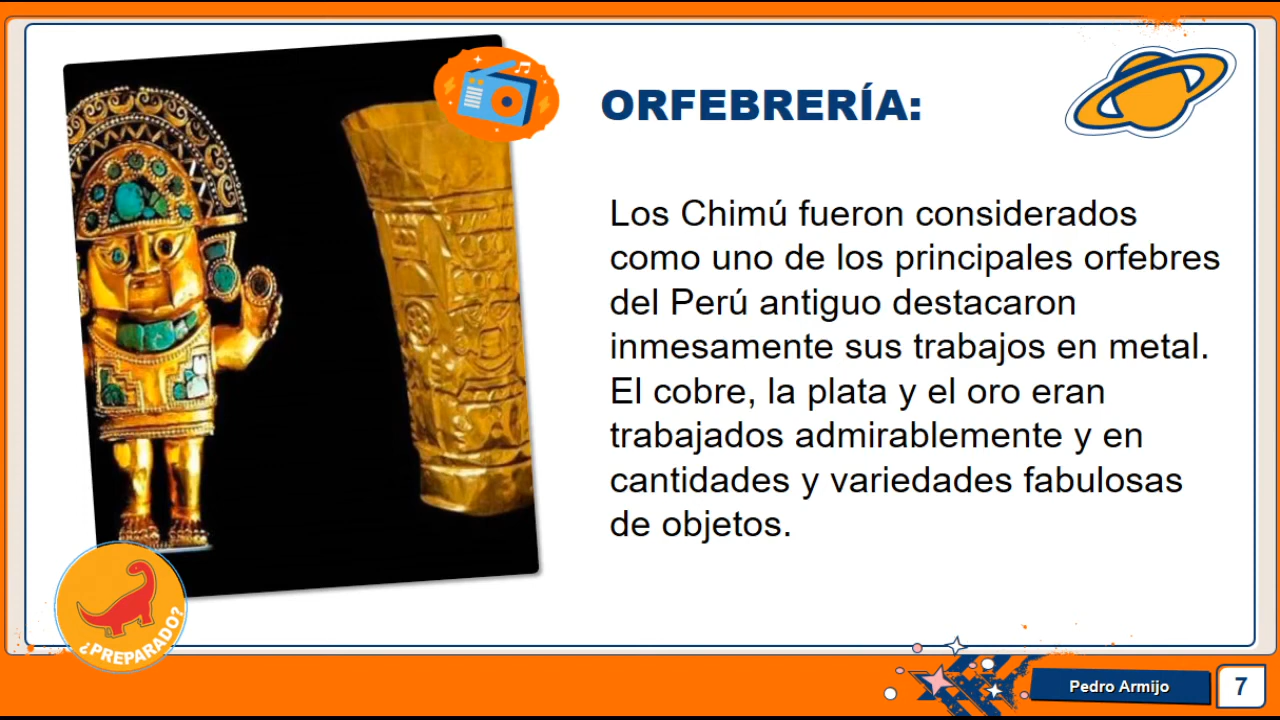 ORFEBRERÍA:
Los Chimú fueron considerados
como uno de los principales orfebres
del Perú antiguo destacaron
inmesamente sus trabajos en metal.
El cobre, la plata y el oro eran
trabajados admirablemente y en
cantidades y variedades fabulosas
de objetos.
¿PREPARADO?
Pedro Armijo
7